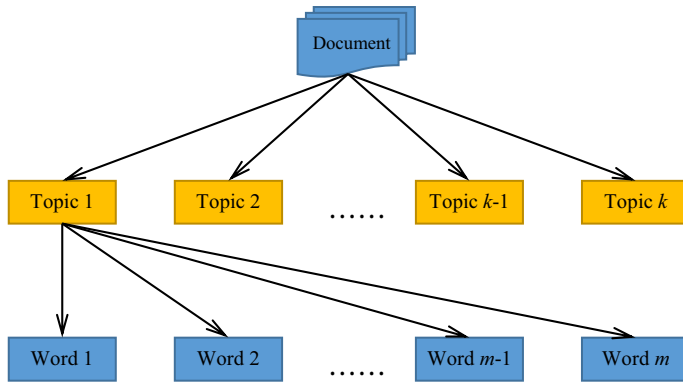 Document
Topic 1
Topic 2
......
Topic k-1
Topic k
Word 1
Word 2
......
Word m-1
Word m